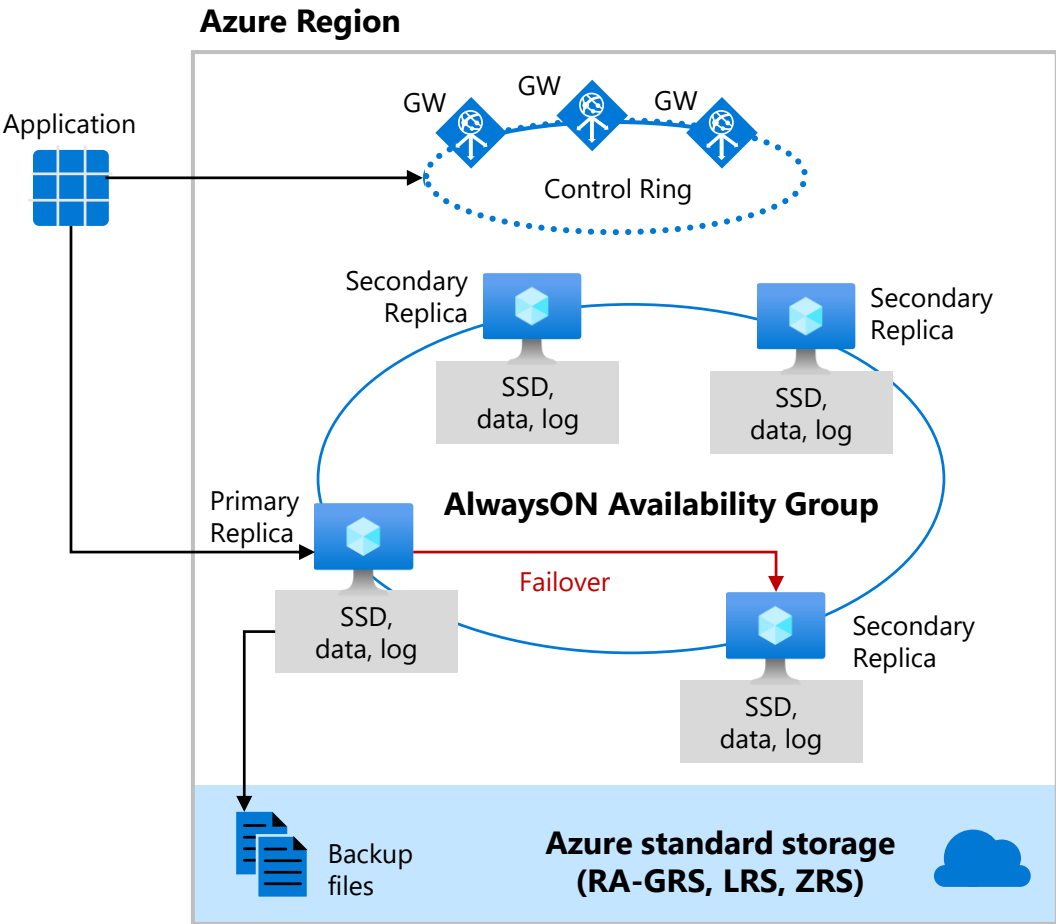 Azure Region
Application
GW
GW
GW
Control Ring
Secondary
Replica
Secondary
Replica
SSD,
data, log
SSD,
data, log
Primary
Replica
AlwaysON Availability Group
Failover
SSD,
data, log
Secondary
Replica
SSD,
data, log
Backup
files
Azure standard storage
(RA-GRS, LRS, ZRS)